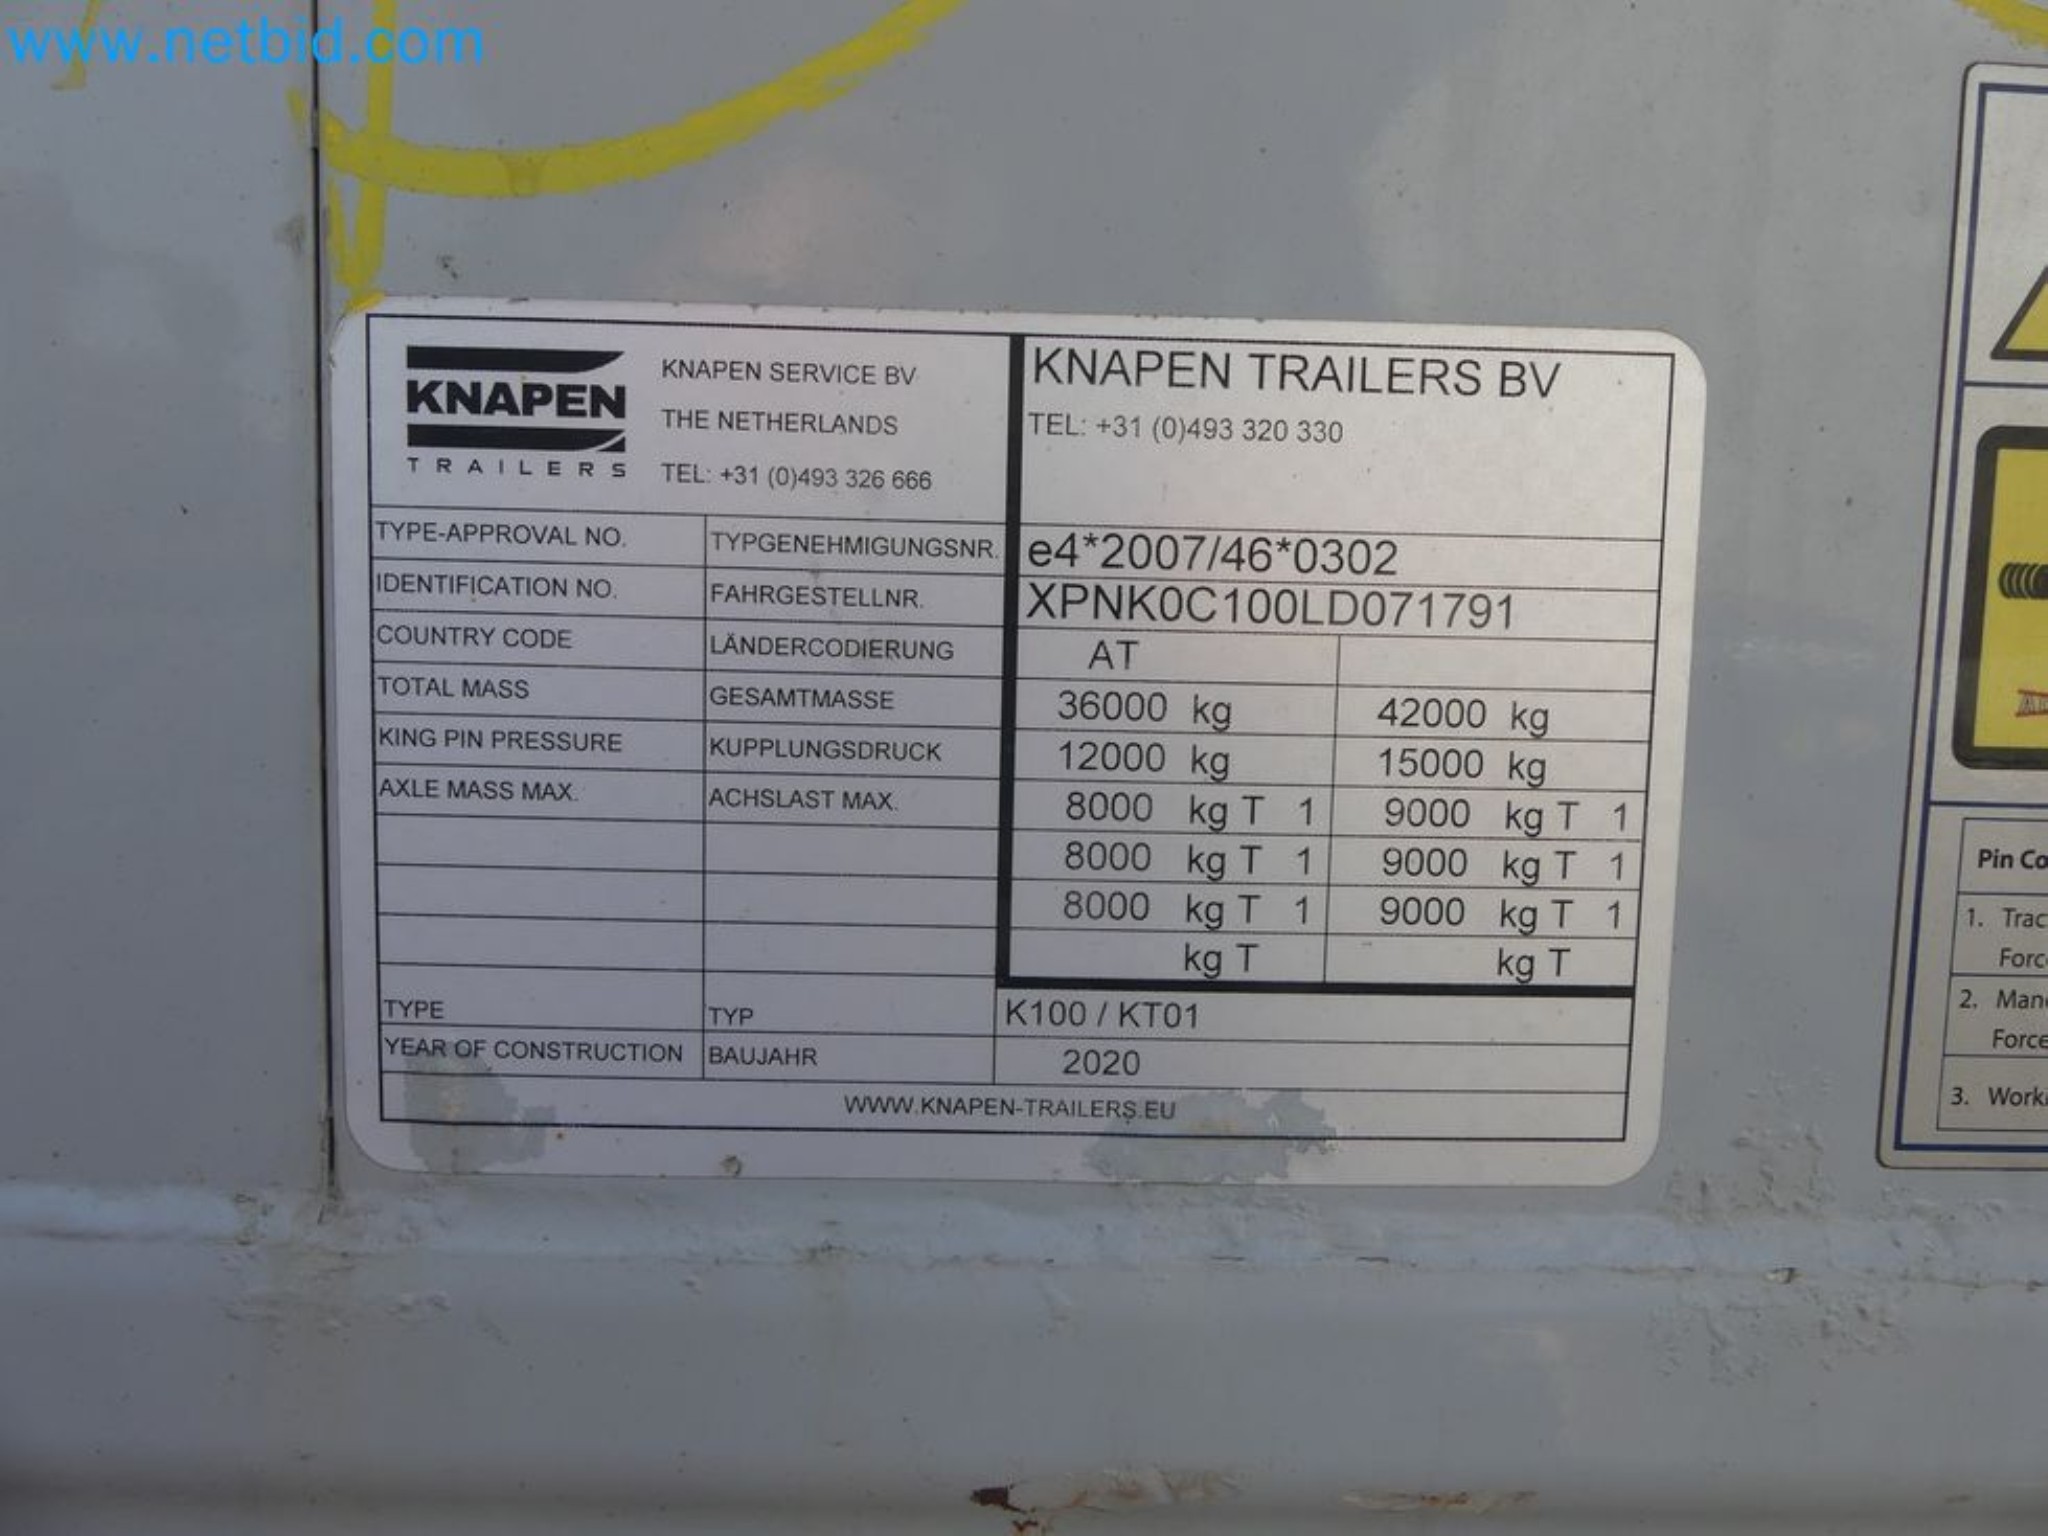 www.netbid.com
KNAPEN
TRAILERS
KNAPEN SERVICE BV
THE NETHERLANDS
TEL: +31 (0)493 326 666
KNAPEN TRAILERS BV
TEL: +31 (0)493 320 330
TYPE-APPROVAL NO. TYPGENEHMIGUNGSNR. e4*2007/46*0302
IDENTIFICATION NO. FAHRGESTELLNR. XPNK0C100LD071791
COUNTRY CODE LÄNDERCODIERUNG AT
TOTAL MASS GESAMTMASSE 36000 kg 42000 kg
KING PIN PRESSURE KUPPLUNGSDRUCK 12000 kg 15000 kg
AXLE MASS MAX. ACHSLAST MAX. 8000 kg T 1 9000 kg T 1
8000 kg T 1 9000 kg T 1
8000 kg T 1 9000 kg T 1
kg T kg T
TYPE TYP K100 / KT01
YEAR OF CONSTRUCTION BAUJAHR 2020
WWW.KNAPEN-TRAILERS.EU
Pin Co
1. Trac
Forc
2. Man
Force
3. Worki